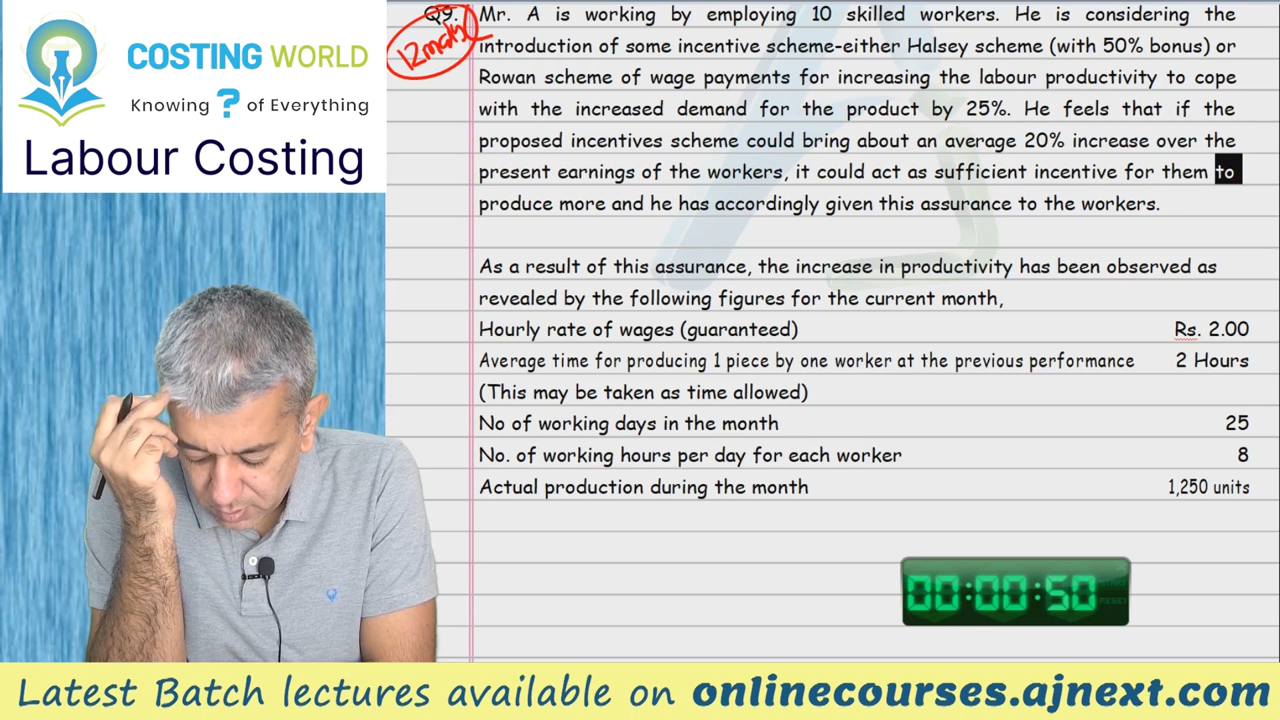 COSTING WORLD
Knowing ? of Everything
Labour Costing
Q9.
12 marks
Mr. A is working by employing 10 skilled workers. He is considering the
introduction of some incentive scheme-either Halsey scheme (with 50% bonus) or
Rowan scheme of wage payments for increasing the labour productivity to cope
with the increased demand for the product by 25%. He feels that if the
proposed incentives scheme could bring about an average 20% increase over the
present earnings of the workers, it could act as sufficient incentive for them to
produce more and he has accordingly given this assurance to the workers.
As a result of this assurance, the increase in productivity has been observed as
revealed by the following figures for the current month,
Hourly rate of wages (guaranteed) Rs. 2.00
Average time for producing 1 piece by one worker at the previous performance 2 Hours
(This may be taken as time allowed)
No of working days in the month 25
No. of working hours per day for each worker 8
Actual production during the month 1,250 units
00:00:50
RESET
Latest Batch lectures available on onlinecourses.ajnext.com